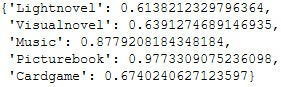 {'Lightnovel': 0.6138212329796364,
'Visualnovel': 0.6391274689146935,
'Music': 0.8779208184348184,
'Picturebook': 0.9773309075236098,
'Cardgame': 0.6740240627123597}